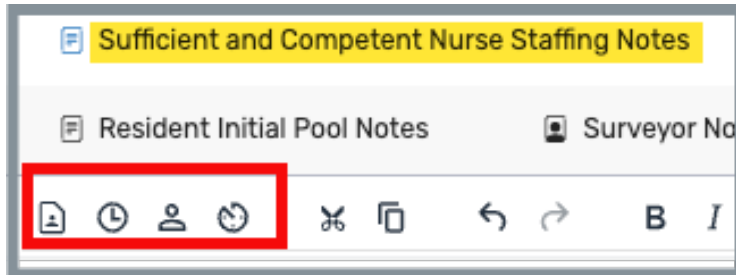 Sufficient and Competent Nurse Staffing Notes
Resident Initial Pool Notes Surveyor No
B I